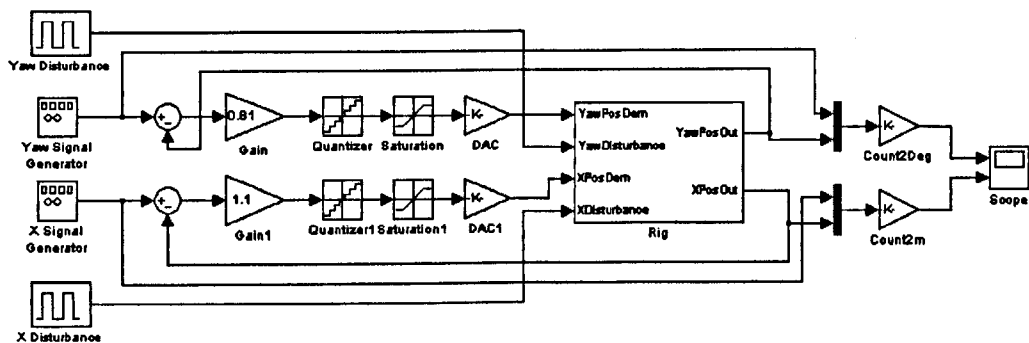 Yaw Disturbance
Yaw Signal
Generator
0.81
Gain
Quantizer
Saturation
K-
DAC
YawPosDem
YawDisturbance
XPosDem
XDisturbance
YawPosOut
XPosOut
Rig
K-
Count2Deg
Scope
X Signal
Generator
1.1
Gain1
Quantizer1
Saturation1
K-
DAC1
K-
Count2m
X Disturbance